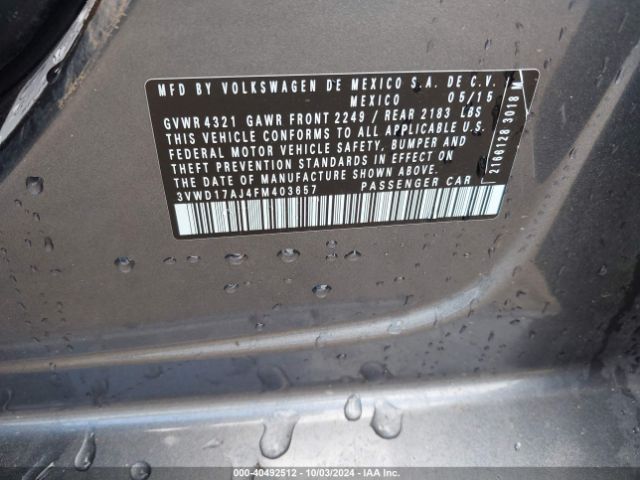 MFD BY VOLKSWAGEN DE MEXICO S.A. DE C.V.
MEXICO 05/15
GVWR 4321 GAWR FRONT 2249 / REAR 2183 LBS
THIS VEHICLE CONFORMS TO ALL APPLICABLE U.S.
FEDERAL MOTOR VEHICLE SAFETY, BUMPER AND
THEFT PREVENTION STANDARDS IN EFFECT ON
THE DATE OF MANUFACTURE SHOWN ABOVE.
3VWD17AJ4FM403657 PASSENGER CAR
2166128 3018 M
000-40492512 - 10/03/2024 - IAA Inc.